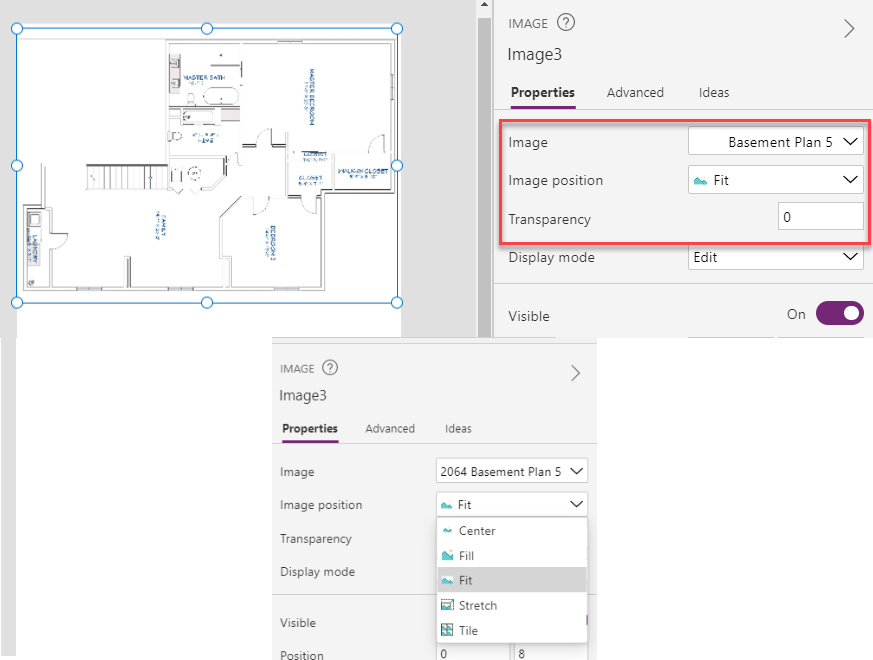 IMAGE ?
Image3
Properties Advanced Ideas
Image Basement Plan 5
Image position Fit
Transparency 0
Display mode Edit
Visible On
MASTER BATH
MASTER BEDROOM
BATH
CLOSET
WALK-IN CLOSET
FAMILY
BEDROOM 2
LAUNDRY
IMAGE ?
Image3
Properties Advanced Ideas
Image 2064 Basement Plan 5
Image position Fit
Transparency Center
Fill
Display mode Fit
Stretch
Visible Tile
Position 0 8